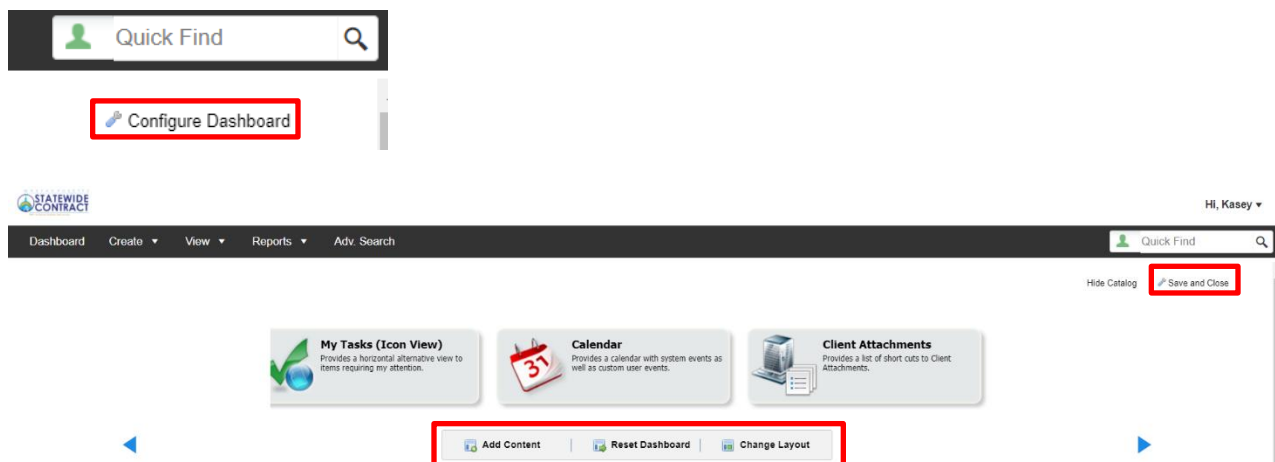 Quick Find
Configure Dashboard
STATEWIDE
CONTRACT
Hi, Kasey ▾
Dashboard Create ▾ View ▾ Reports ▾ Adv. Search Quick Find
Hide Catalog Save and Close
My Tasks (Icon View)
Provides a horizontal alternative view to
items requiring my attention.
31
Calendar
Provides a calendar with system events as
well as custom user events.
Client Attachments
Provides a list of short cuts to Client
Attachments.
Add Content | Reset Dashboard | Change Layout